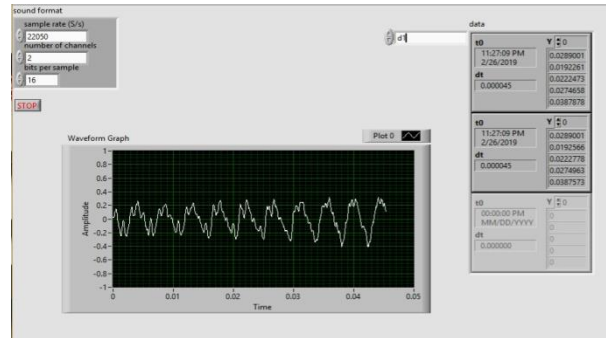 sound format
sample rate (S/s)
22050
number of channels
2
bits per sample
16
STOP
data
t0
11:27:09 PM
2/26/2019
dt
0.000045
Y 0
0.0289001
0.0192261
0.0222473
0.0274658
0.0387878
t0
11:27:09 PM
2/26/2019
dt
0.000045
Y 0
0.0289001
0.0192566
0.0222778
0.0274963
0.0387573
t0
00:00:00 PM
MM/DD/YYYY
dt
0.000000
Y 0
0
0
0
0
0
Waveform Graph
Plot 0
Amplitude
1
0.8
0.6
0.4
0.2
0
-0.2
-0.4
-0.6
-0.8
-1
0 0.01 0.02 0.03 0.04 0.05
Time